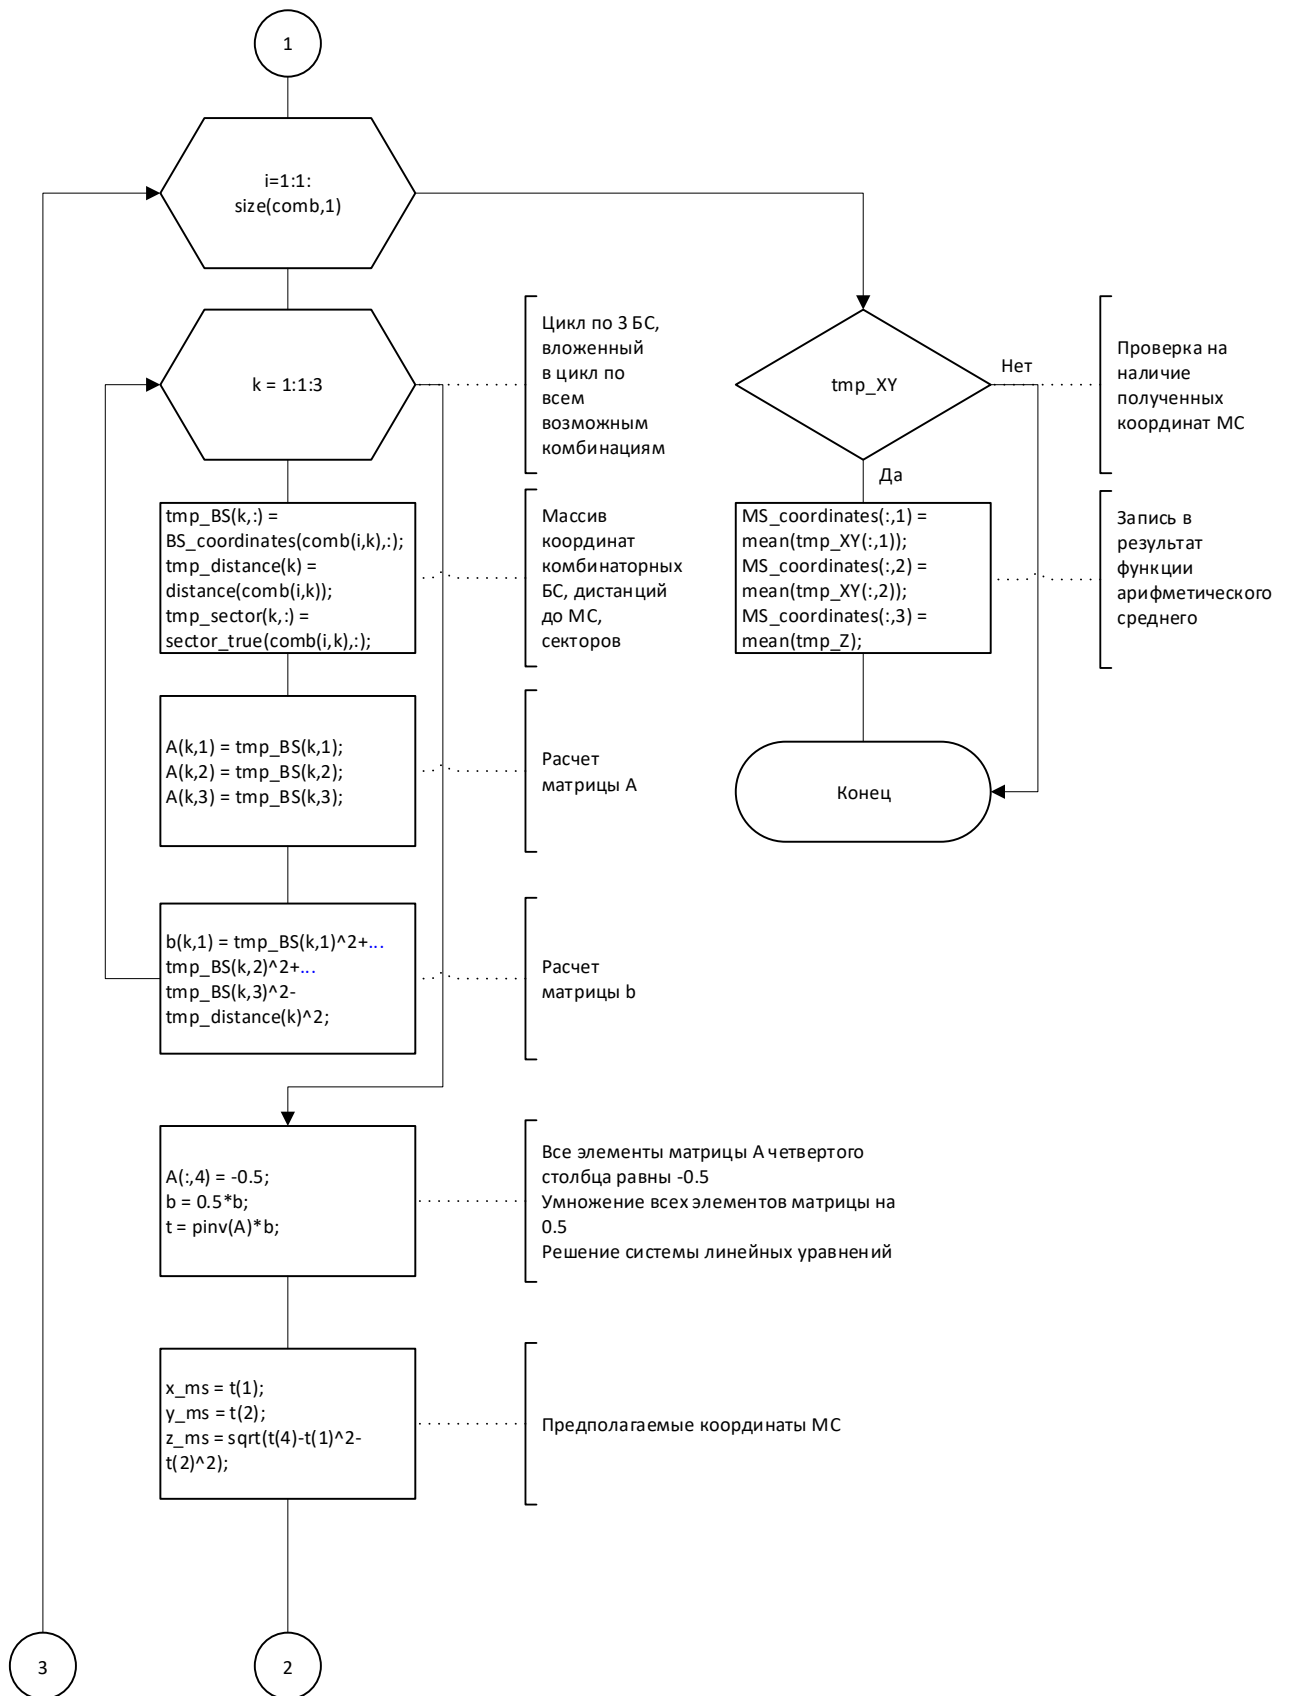 1
i=1:1:
size(comb,1)
k = 1:1:3
Цикл по 3 БС,
вложенный
в цикл по
всем
возможным
комбинациям
tmp_XY
Нет
Да
Проверка на
наличие
полученных
координат МС
tmp_BS(k,:) =
BS_coordinates(comb(i,k),:);
tmp_distance(k) =
distance(comb(i,k));
tmp_sector(k,:) =
sector_true(comb(i,k),:);
Массив
координат
комбинаторных
БС, дистанций
до МС,
секторов
MS_coordinates(:,1) =
mean(tmp_XY(:,1));
MS_coordinates(:,2) =
mean(tmp_XY(:,2));
MS_coordinates(:,3) =
mean(tmp_Z);
Запись в
результат
функции
арифметического
среднего
A(k,1) = tmp_BS(k,1);
A(k,2) = tmp_BS(k,2);
A(k,3) = tmp_BS(k,3);
Расчет
матрицы A
Конец
b(k,1) = tmp_BS(k,1)^2+...
tmp_BS(k,2)^2+...
tmp_BS(k,3)^2-
tmp_distance(k)^2;
Расчет
матрицы b
A(:,4) = -0.5;
b = 0.5*b;
t = pinv(A)*b;
Все элементы матрицы А четвертого
столбца равны -0.5
Умножение всех элементов матрицы на
0.5
Решение системы линейных уравнений
x_ms = t(1);
y_ms = t(2);
z_ms = sqrt(t(4)-t(1)^2-
t(2)^2);
Предполагаемые координаты МС
3
2